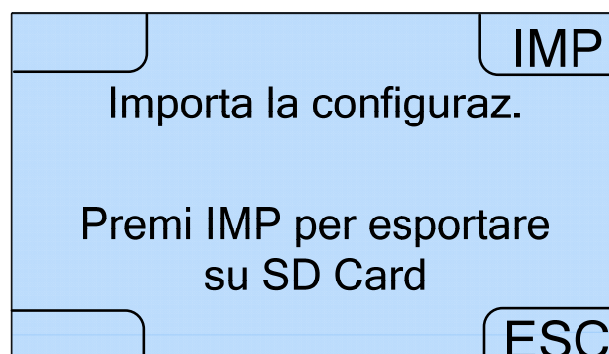 IMP
Importa la configuraz.
Premi IMP per esportare
su SD Card
ESC